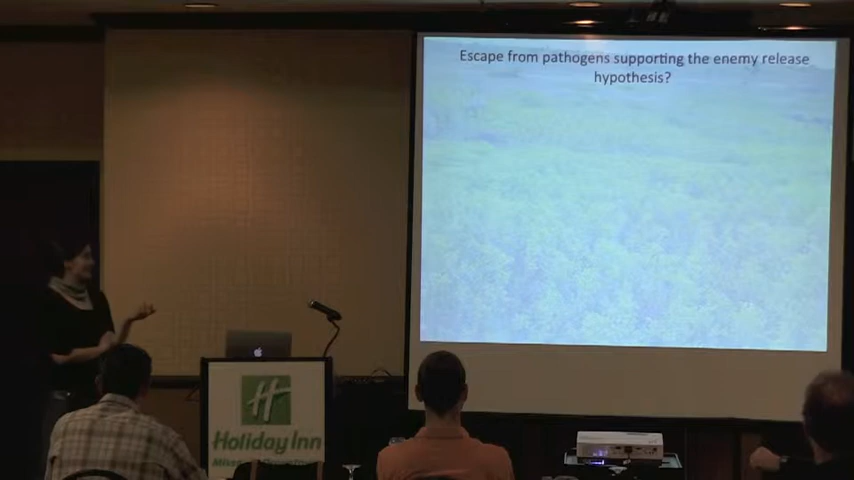 Escape from pathogens supporting the enemy release
hypothesis?
H
Holiday Inn